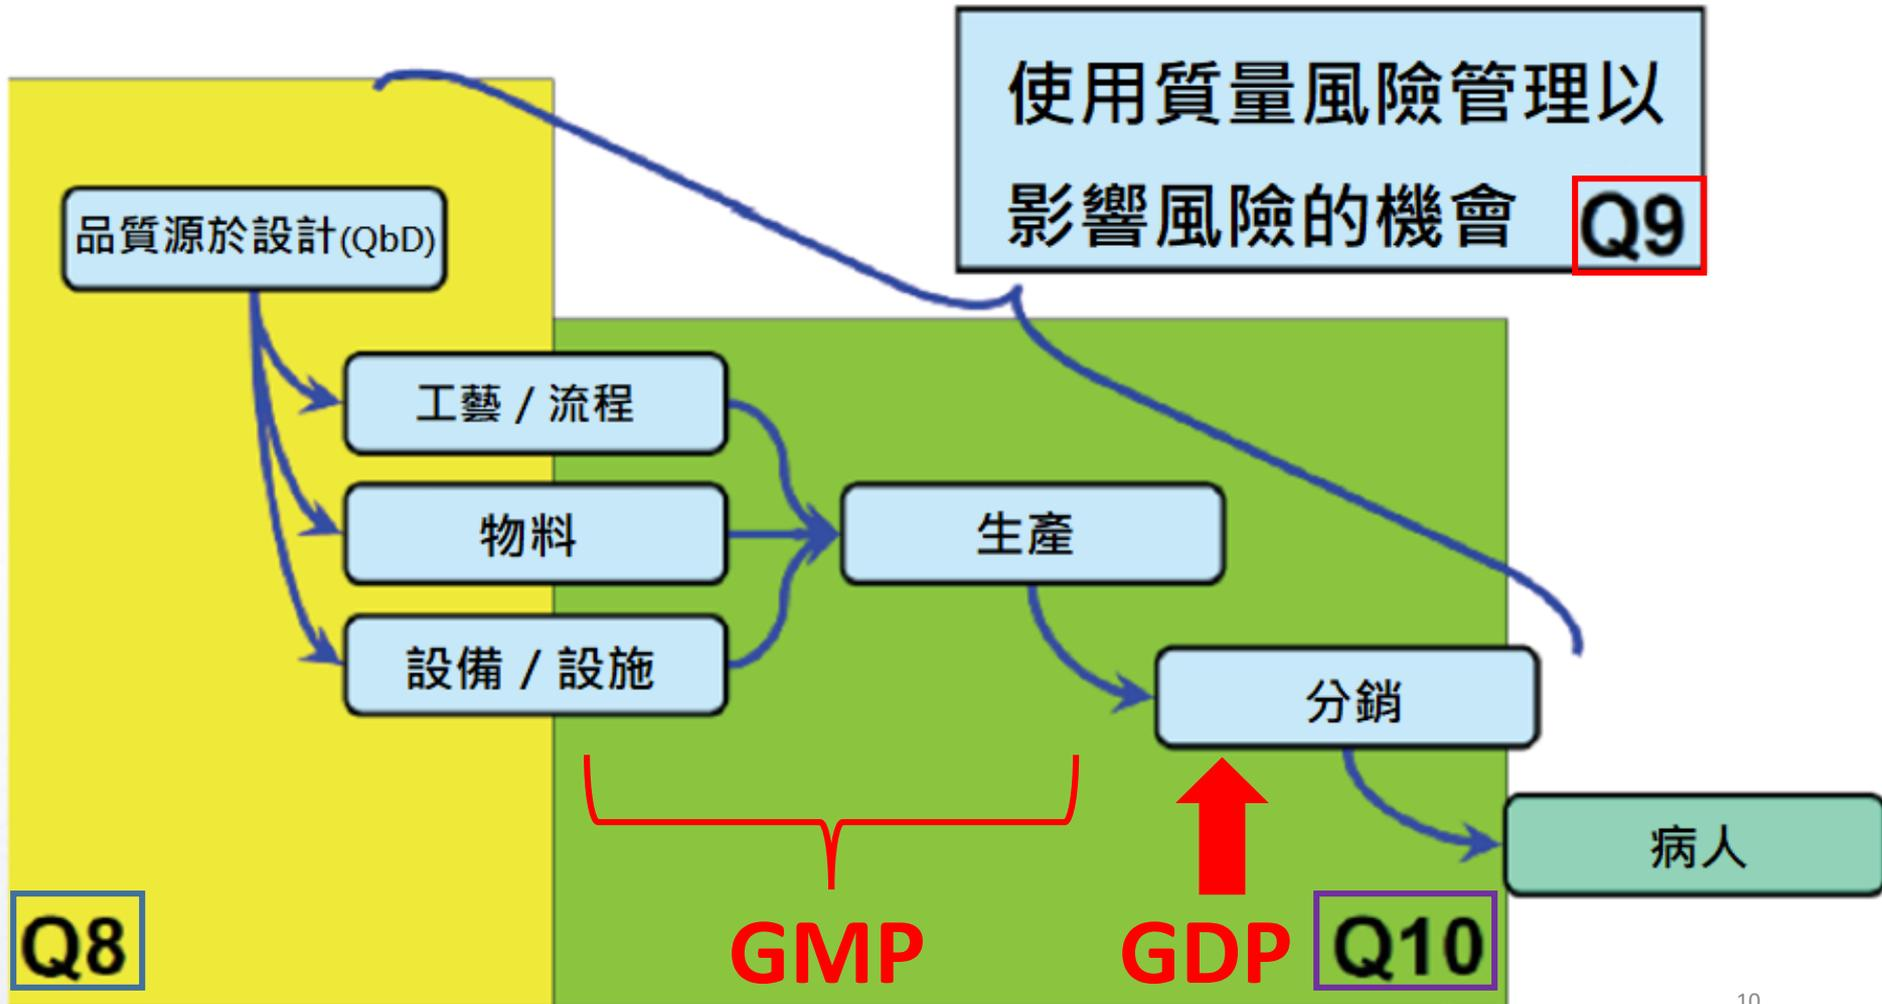 使用質量風險管理以
影響風險的機會 Q9
品質源於設計(QbD)
工藝 / 流程
物料
生產
設備 / 設施
分銷
病人
Q8
GMP
GDP
Q10
10